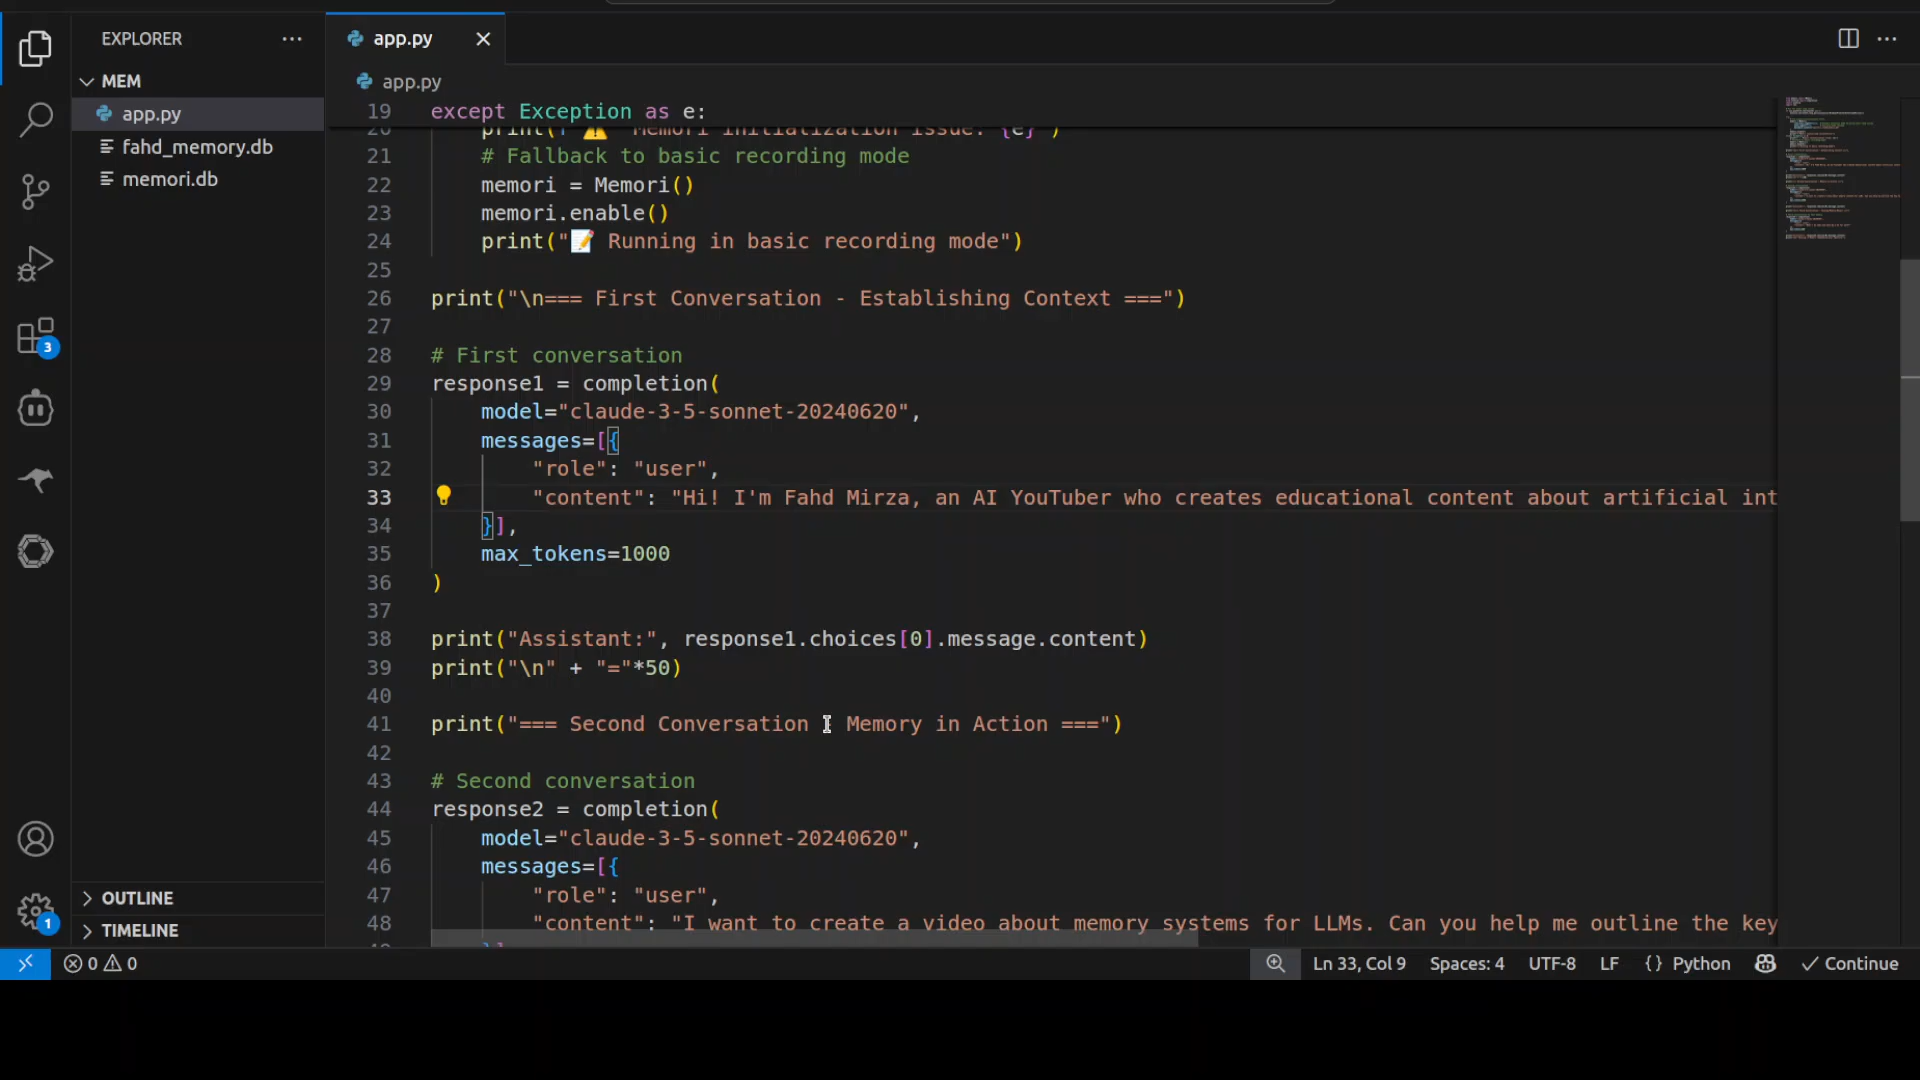 EXPLORER
MEM
app.py
fahd_memory.db
memori.db
OUTLINE
TIMELINE
3
1
app.py
app.py
19 except Exception as e:
20 print(f"⚠️ Memori initialization issue: {e}")
21 # Fallback to basic recording mode
22 memori = Memori()
23 memori.enable()
24 print("📝 Running in basic recording mode")
25
26 print("\n=== First Conversation - Establishing Context ===")
27
28 # First conversation
29 response1 = completion(
30 model="claude-3-5-sonnet-20240620",
31 messages=[{
32 "role": "user",
33 "content": "Hi! I'm Fahd Mirza, an AI YouTuber who creates educational content about artificial int
34 }],
35 max_tokens=1000
36 )
37
38 print("Assistant:", response1.choices[0].message.content)
39 print("\n" + "="*50)
40
41 print("=== Second Conversation - Memory in Action ===")
42
43 # Second conversation
44 response2 = completion(
45 model="claude-3-5-sonnet-20240620",
46 messages=[{
47 "role": "user",
48 "content": "I want to create a video about memory systems for LLMs. Can you help me outline the key
0 0
Ln 33, Col 9 Spaces: 4 UTF-8 LF {} Python Continue